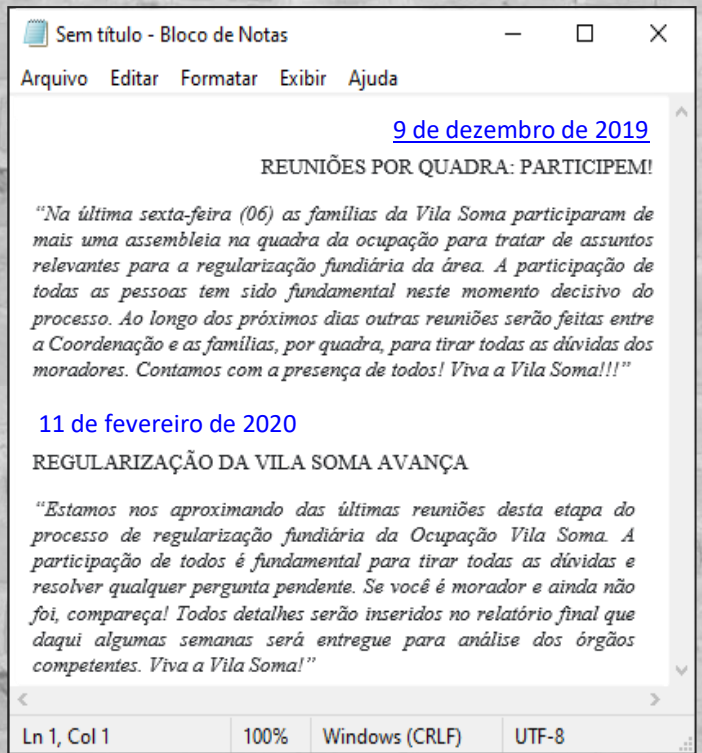 Sem título - Bloco de Notas
Arquivo Editar Formatar Exibir Ajuda
9 de dezembro de 2019
REUNIÕES POR QUADRA: PARTICIPEM!
“Na última sexta-feira (06) as famílias da Vila Soma participaram de
mais uma assembleia na quadra da ocupação para tratar de assuntos
relevantes para a regularização fundiária da área. A participação de
todas as pessoas tem sido fundamental neste momento decisivo do
processo. Ao longo dos próximos dias outras reuniões serão feitas entre
a Coordenação e as famílias, por quadra, para tirar todas as dúvidas dos
moradores. Contamos com a presença de todos! Viva a Vila Soma!!!”
11 de fevereiro de 2020
REGULARIZAÇÃO DA VILA SOMA AVANÇA
“Estamos nos aproximando das últimas reuniões desta etapa do
processo de regularização fundiária da Ocupação Vila Soma. A
participação de todos é fundamental para tirar todas as dúvidas e
resolver qualquer pergunta pendente. Se você é morador e ainda não
foi, compareça! Todos detalhes serão inseridos no relatório final que
daqui algumas semanas será entregue para análise dos órgãos
competentes. Viva a Vila Soma!”
Ln 1, Col 1 100% Windows (CRLF) UTF-8